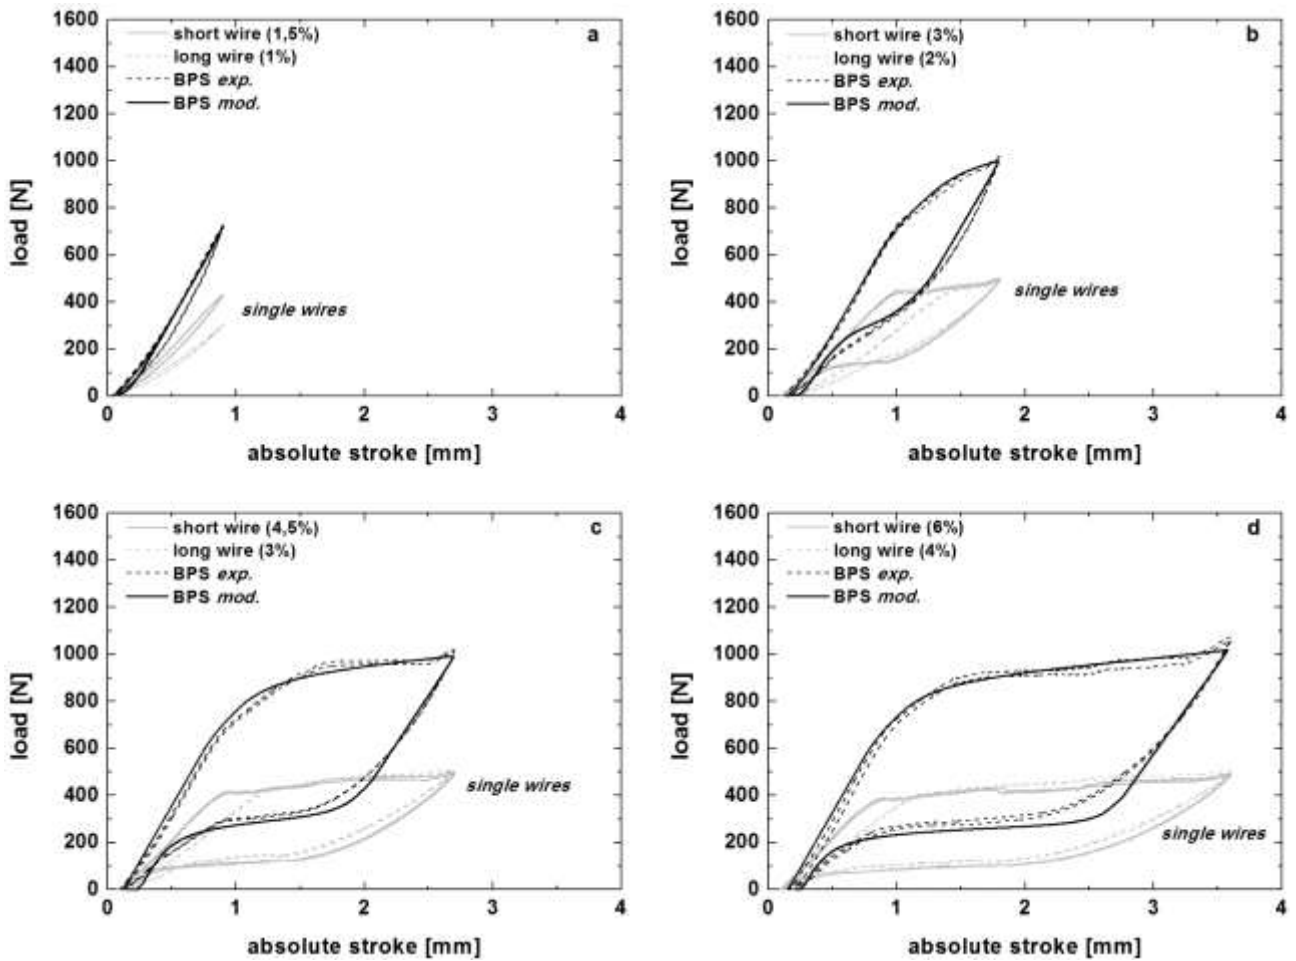 a
short wire (1,5%)
long wire (1%)
BPS exp.
BPS mod.
1600
1400
1200
1000
800
600
400
200
0
load [N]
single wires
0 1 2 3 4
absolute stroke [mm]
b
short wire (3%)
long wire (2%)
BPS exp.
BPS mod.
1600
1400
1200
1000
800
600
400
200
0
load [N]
single wires
0 1 2 3 4
absolute stroke [mm]
c
short wire (4,5%)
long wire (3%)
BPS exp.
BPS mod.
1600
1400
1200
1000
800
600
400
200
0
load [N]
single wires
0 1 2 3 4
absolute stroke [mm]
d
short wire (6%)
long wire (4%)
BPS exp.
BPS mod.
1600
1400
1200
1000
800
600
400
200
0
load [N]
single wires
0 1 2 3 4
absolute stroke [mm]